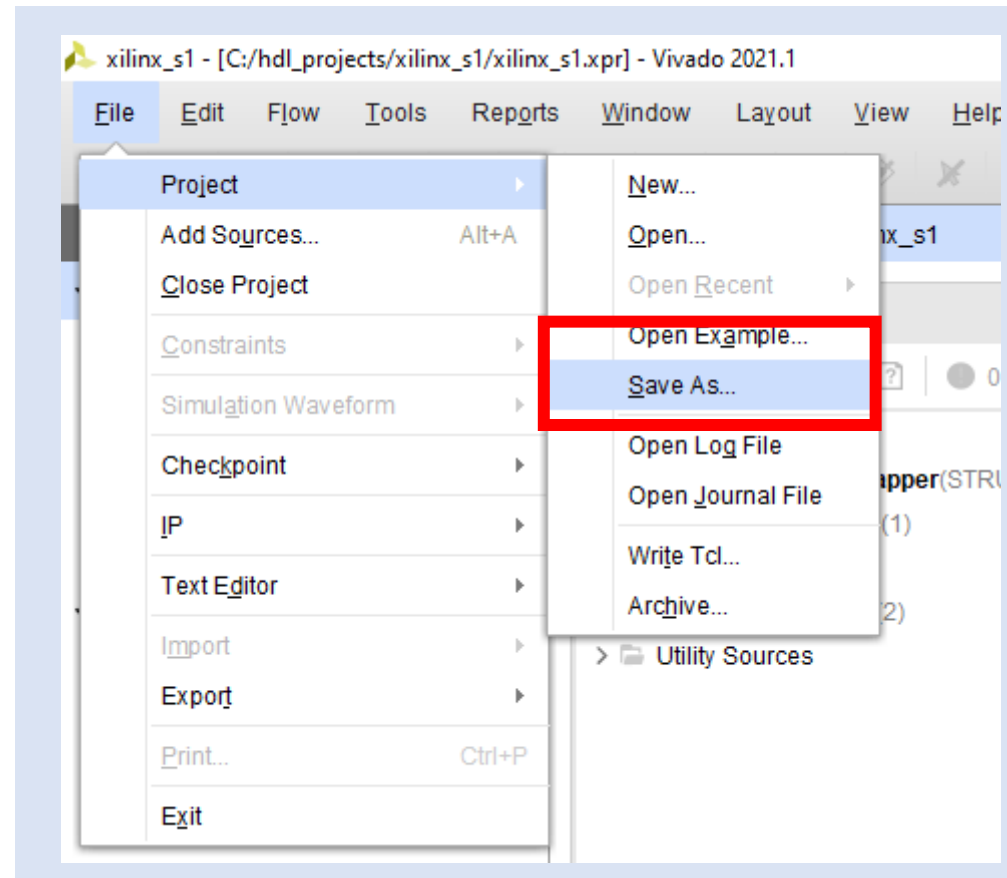 xilinx_s1 - [C:/hdl_projects/xilinx_s1/xilinx_s1.xpr] - Vivado 2021.1
File Edit Flow Tools Reports Window Layout View Help
Project
Add Sources... Alt+A
Close Project
Constraints
Simulation Waveform
Checkpoint
IP
Text Editor
Import
Export
Print... Ctrl+P
Exit
New...
Open...
Open Recent
Open Example...
Save As...
Open Log File
Open Journal File
Write Tcl...
Archive...
nx_s1
? 0
apper(STRU
(1)
2)
> Utility Sources